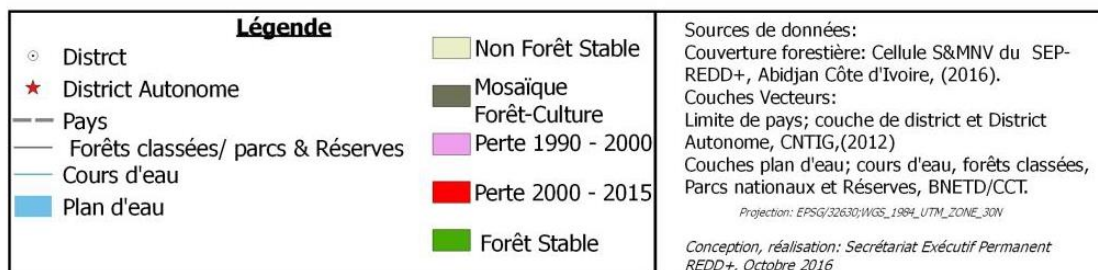 Légende
Distrct
District Autonome
Pays
Forêts classées/ parcs & Réserves
Cours d'eau
Plan d'eau
Non Forêt Stable
Mosaïque
Forêt-Culture
Perte 1990 - 2000
Perte 2000 - 2015
Forêt Stable
Sources de données:
Couverture forestière: Cellule S&MNV du SEP-
REDD+, Abidjan Côte d'Ivoire, (2016).
Couches Vecteurs:
Limite de pays; couche de district et District
Autonome, CNTIG,(2012)
Couches plan d'eau; cours d'eau, forêts classées,
Parcs nationaux et Réserves, BNETD/CCT.
Projection: EPSG/32630;WGS_1984_UTM_ZONE_30N
Conception, réalisation: Secrétariat Exécutif Permanent
REDD+, Octobre 2016